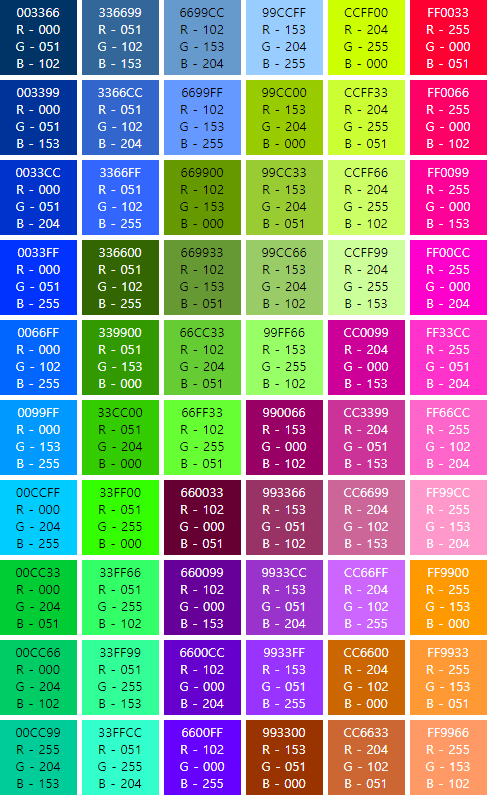 003366 336699 6699CC 99CCFF CCFF00 FF0033
R - 000 R - 051 R - 102 R - 153 R - 204 R - 255
G - 051 G - 102 G - 153 G - 204 G - 255 G - 000
B - 102 B - 153 B - 204 B - 255 B - 000 B - 051
003399 3366CC 6699FF 99CC00 CCFF33 FF0066
R - 000 R - 051 R - 102 R - 153 R - 204 R - 255
G - 051 G - 102 G - 153 G - 204 G - 255 G - 000
B - 153 B - 204 B - 255 B - 000 B - 051 B - 102
0033CC 3366FF 669900 99CC33 CCFF66 FF0099
R - 000 R - 051 R - 102 R - 153 R - 204 R - 255
G - 051 G - 102 G - 153 G - 204 G - 255 G - 000
B - 204 B - 255 B - 000 B - 051 B - 102 B - 153
0033FF 336600 669933 99CC66 CCFF99 FF00CC
R - 000 R - 051 R - 102 R - 153 R - 204 R - 255
G - 051 G - 102 G - 153 G - 204 G - 255 G - 000
B - 255 B - 255 B - 051 B - 102 B - 153 B - 204
0066FF 339900 66CC33 99FF66 CC0099 FF33CC
R - 000 R - 051 R - 102 R - 153 R - 204 R - 255
G - 102 G - 153 G - 204 G - 255 G - 000 G - 051
B - 255 B - 000 B - 051 B - 102 B - 153 B - 204
0099FF 33CC00 66FF33 990066 CC3399 FF66CC
R - 000 R - 051 R - 102 R - 153 R - 204 R - 255
G - 153 G - 204 G - 255 G - 000 G - 051 G - 102
B - 255 B - 000 B - 051 B - 102 B - 153 B - 204
00CCFF 33FF00 660033 993366 CC6699 FF99CC
R - 000 R - 051 R - 102 R - 153 R - 204 R - 255
G - 204 G - 255 G - 000 G - 051 G - 102 G - 153
B - 255 B - 000 B - 051 B - 102 B - 153 B - 204
00CC33 33FF66 660099 9933CC CC66FF FF9900
R - 000 R - 051 R - 102 R - 153 R - 204 R - 255
G - 204 G - 255 G - 000 G - 051 G - 102 G - 153
B - 051 B - 102 B - 153 B - 204 B - 255 B - 000
00CC66 33FF99 6600CC 9933FF CC6600 FF9933
R - 000 R - 051 R - 102 R - 153 R - 204 R - 255
G - 204 G - 255 G - 000 G - 051 G - 102 G - 153
B - 102 B - 153 B - 204 B - 255 B - 000 B - 051
00CC99 33FFCC 6600FF 993300 CC6633 FF9966
R - 255 R - 051 R - 102 R - 153 R - 204 R - 255
G - 204 G - 255 G - 000 G - 051 G - 102 G - 153
B - 153 B - 204 B - 255 B - 000 B - 051 B - 102